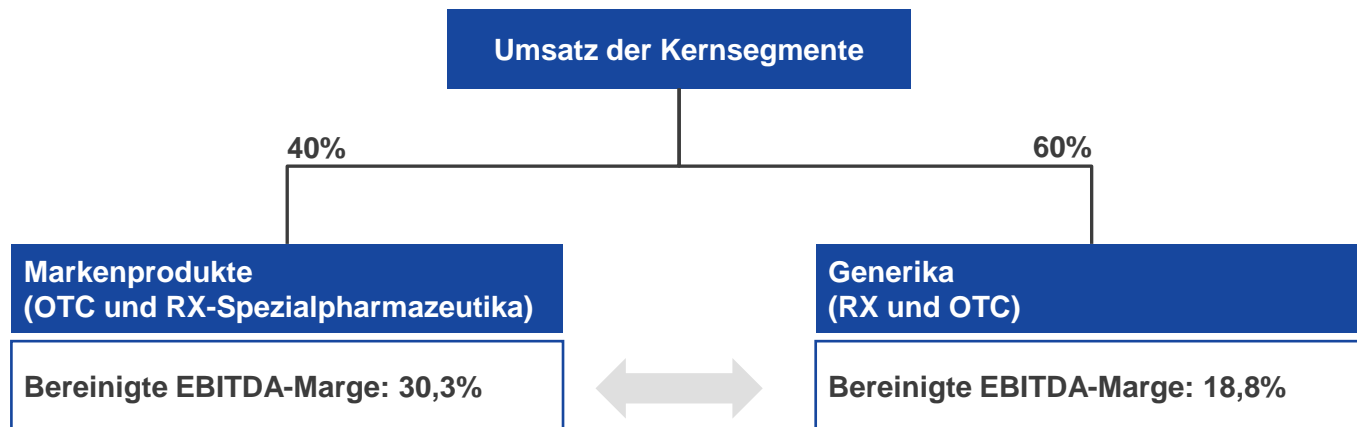 Umsatz der Kernsegmente
40%
60%
Markenprodukte
(OTC und RX-Spezialpharmazeutika)
Bereinigte EBITDA-Marge: 30,3%
Generika
(RX und OTC)
Bereinigte EBITDA-Marge: 18,8%